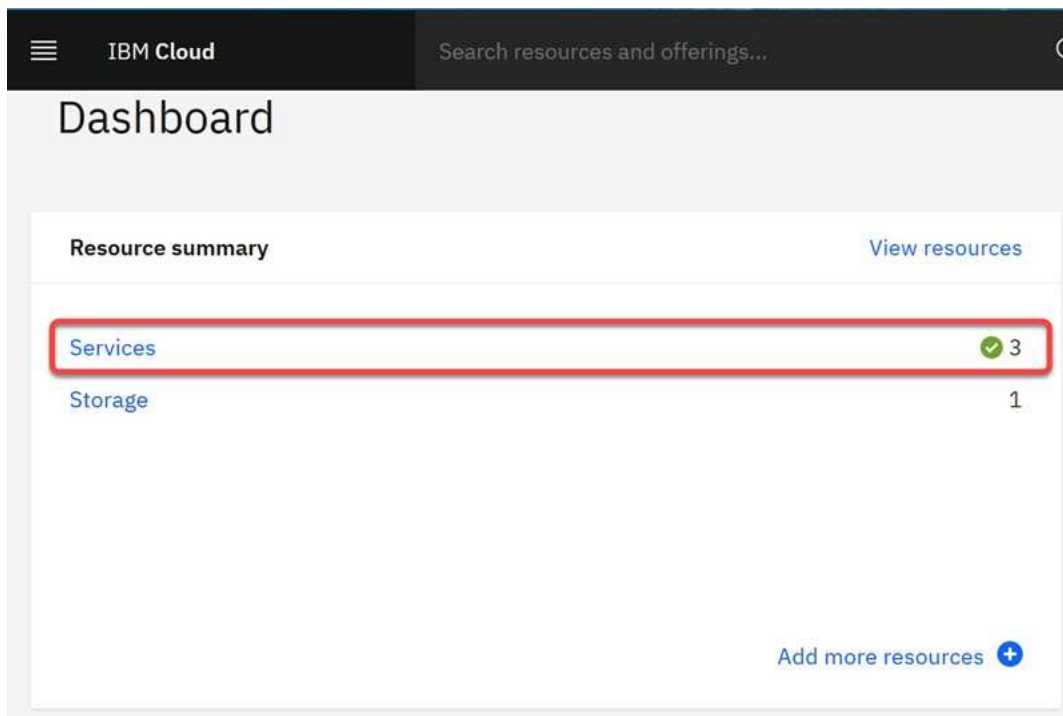 IBM Cloud Search resources and offerings...
Dashboard
Resource summary View resources
Services 3
Storage 1
Add more resources